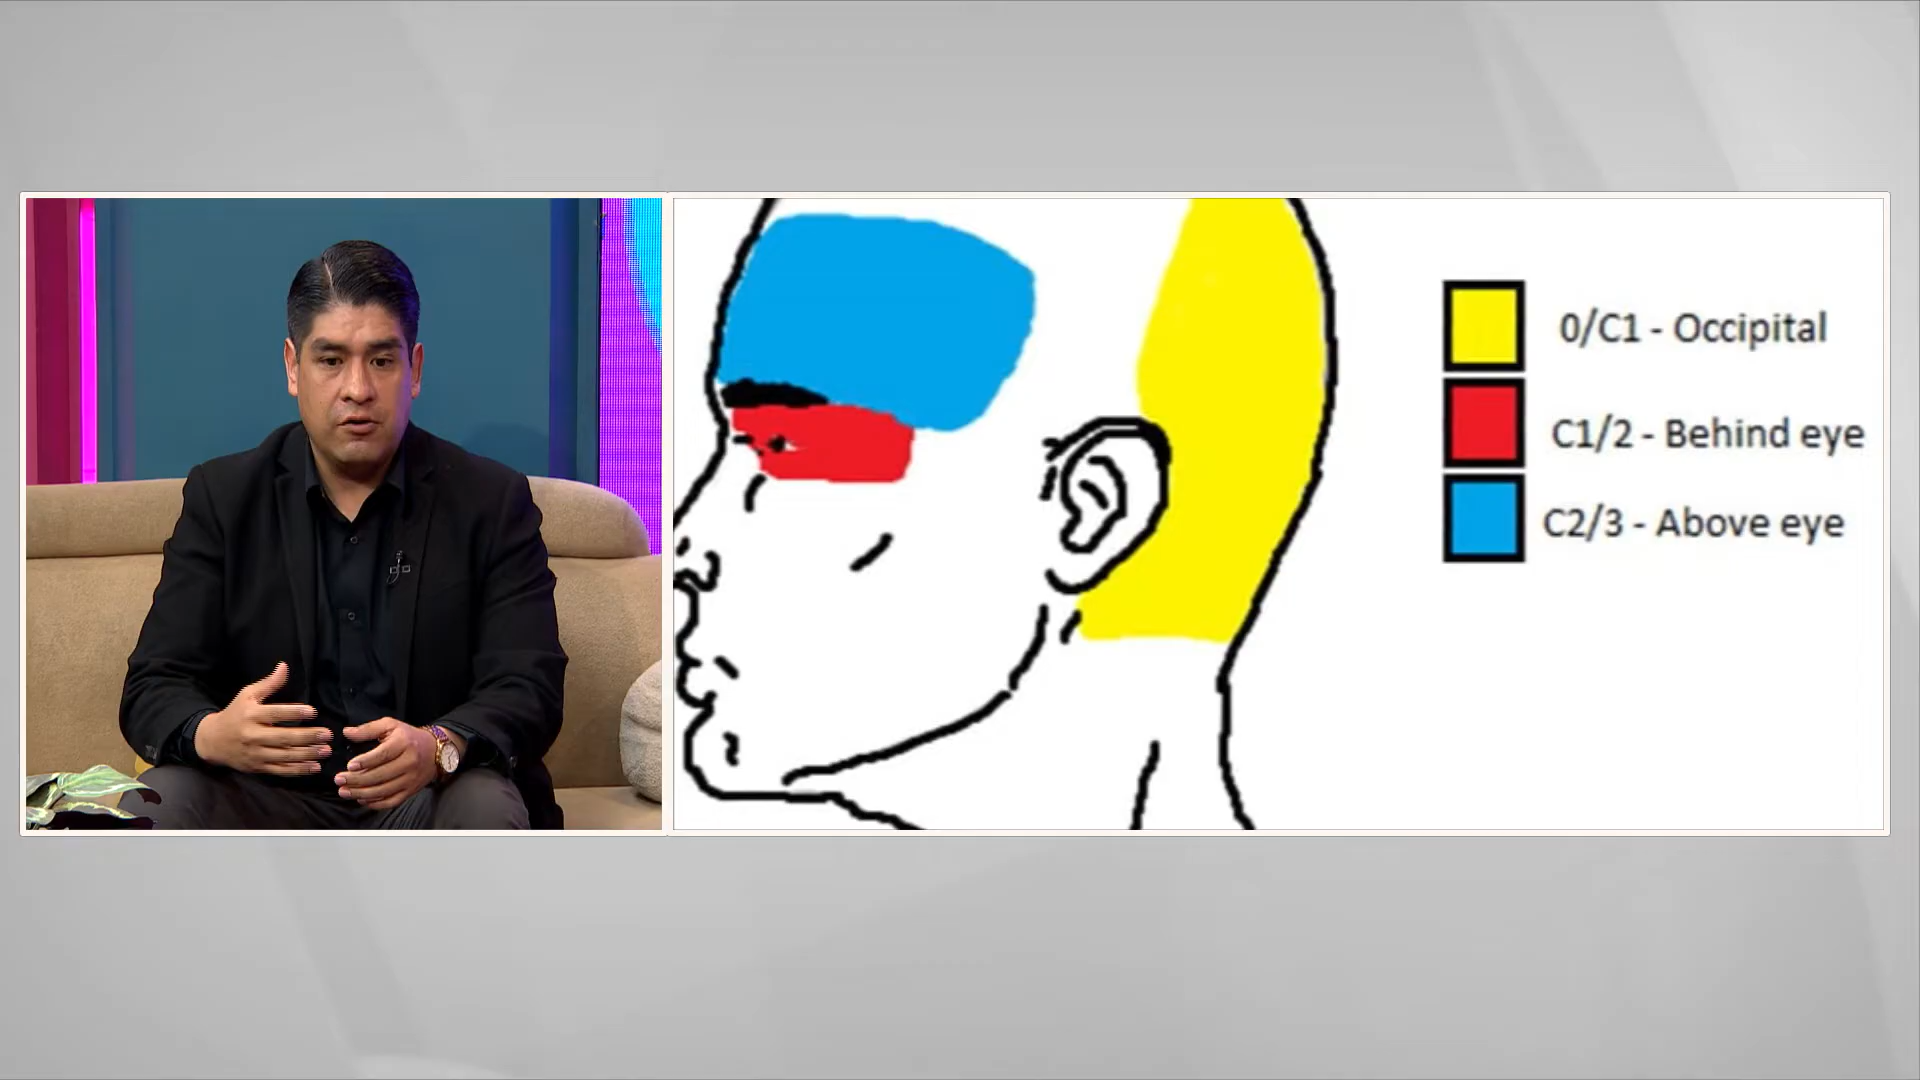 0/C1 - Occipital
C1/2 - Behind eye
C2/3 - Above eye